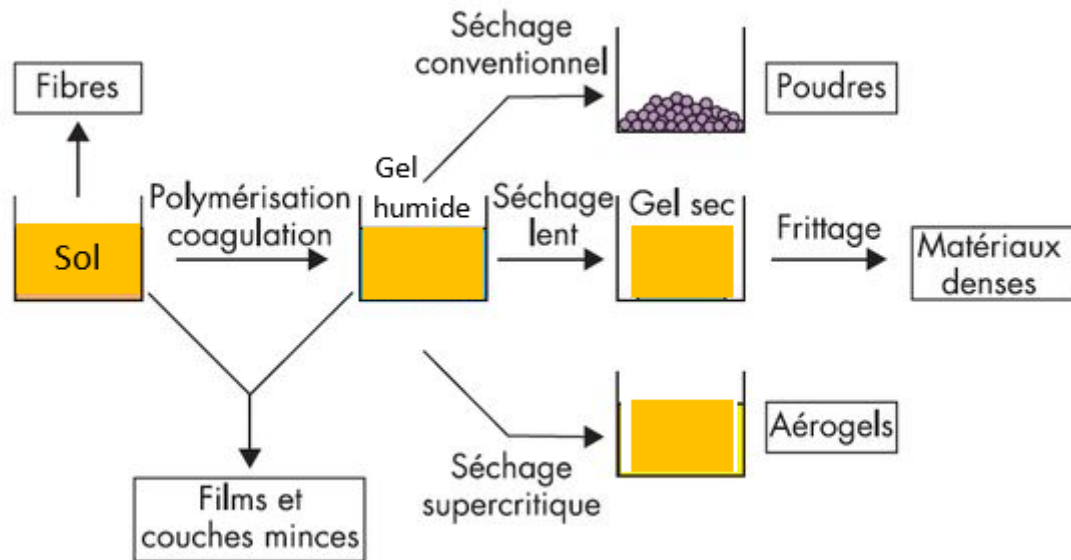 Séchage
conventionnel
Fibres
Poudres
Polymérisation
coagulation
Gel
humide
Séchage
lent
Gel sec
Frittage
Sol
Matériaux
denses
Aérogels
Séchage
supercritique
Films et
couches minces